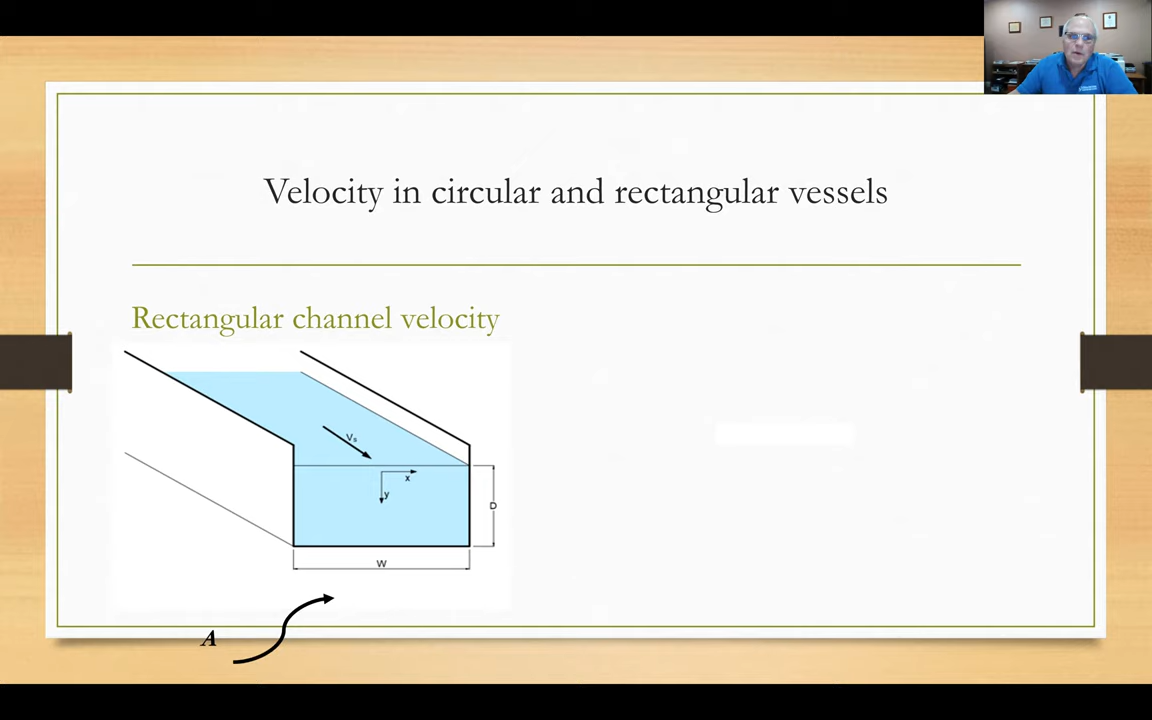 Velocity in circular and rectangular vessels
Rectangular channel velocity
Vs
x
y
D
W
A